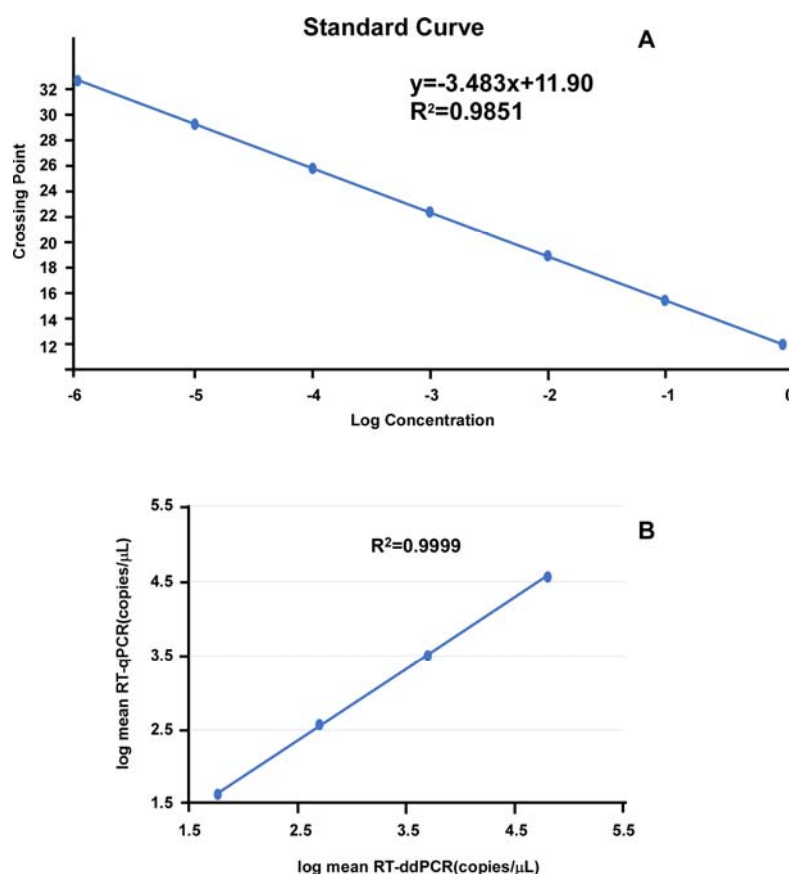 Standard Curve
A
y=-3.483x+11.90
R²=0.9851
Crossing Point
32
30
28
26
24
22
20
18
16
14
12
-6
-5
-4
-3
-2
-1
0
Log Concentration
B
R²=0.9999
log mean RT-qPCR(copies/μL)
5.5
4.5
3.5
2.5
1.5
1.5
2.5
3.5
4.5
5.5
log mean RT-ddPCR(copies/μL)